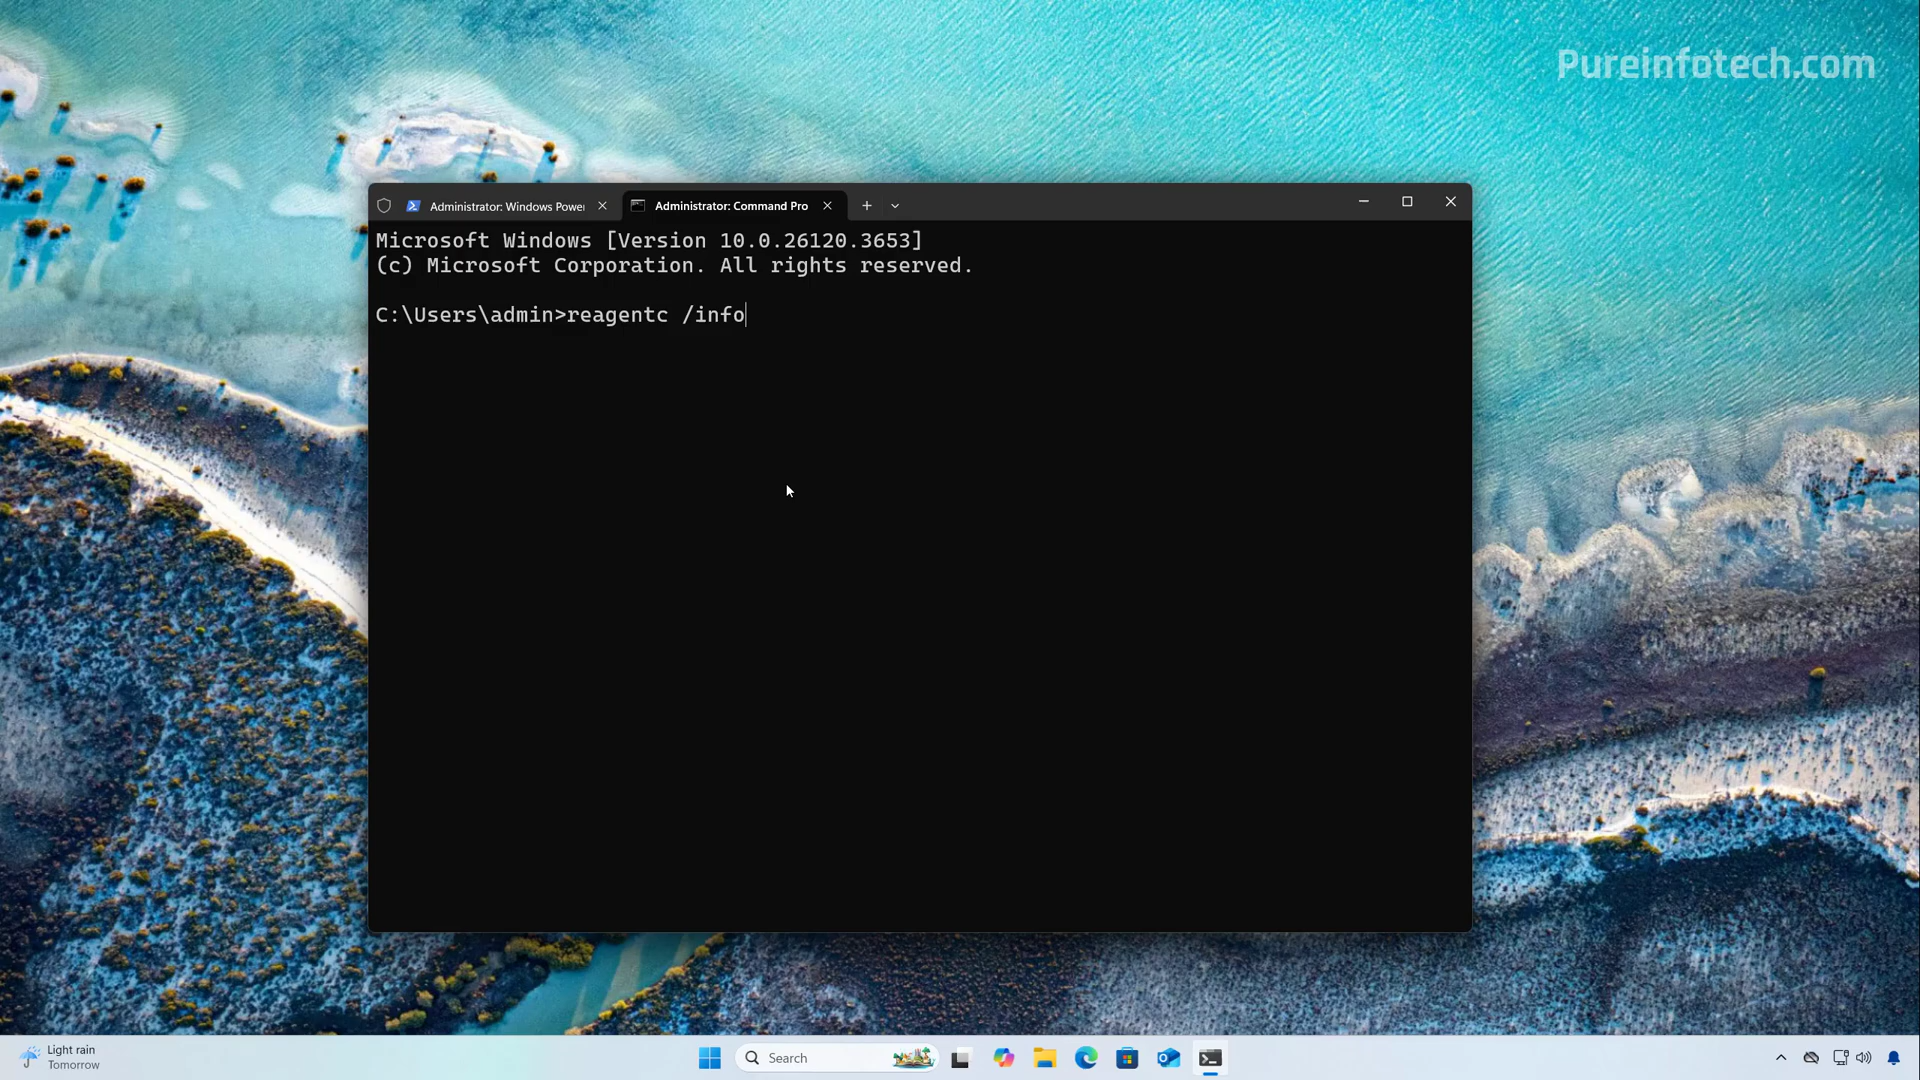 Pureinfotech.com
Administrator: Windows Power
Administrator: Command Pro
Microsoft Windows [Version 10.0.26120.3653]
(c) Microsoft Corporation. All rights reserved.
C:\Users\admin>reagentc /info
Light rain
Tomorrow
Search